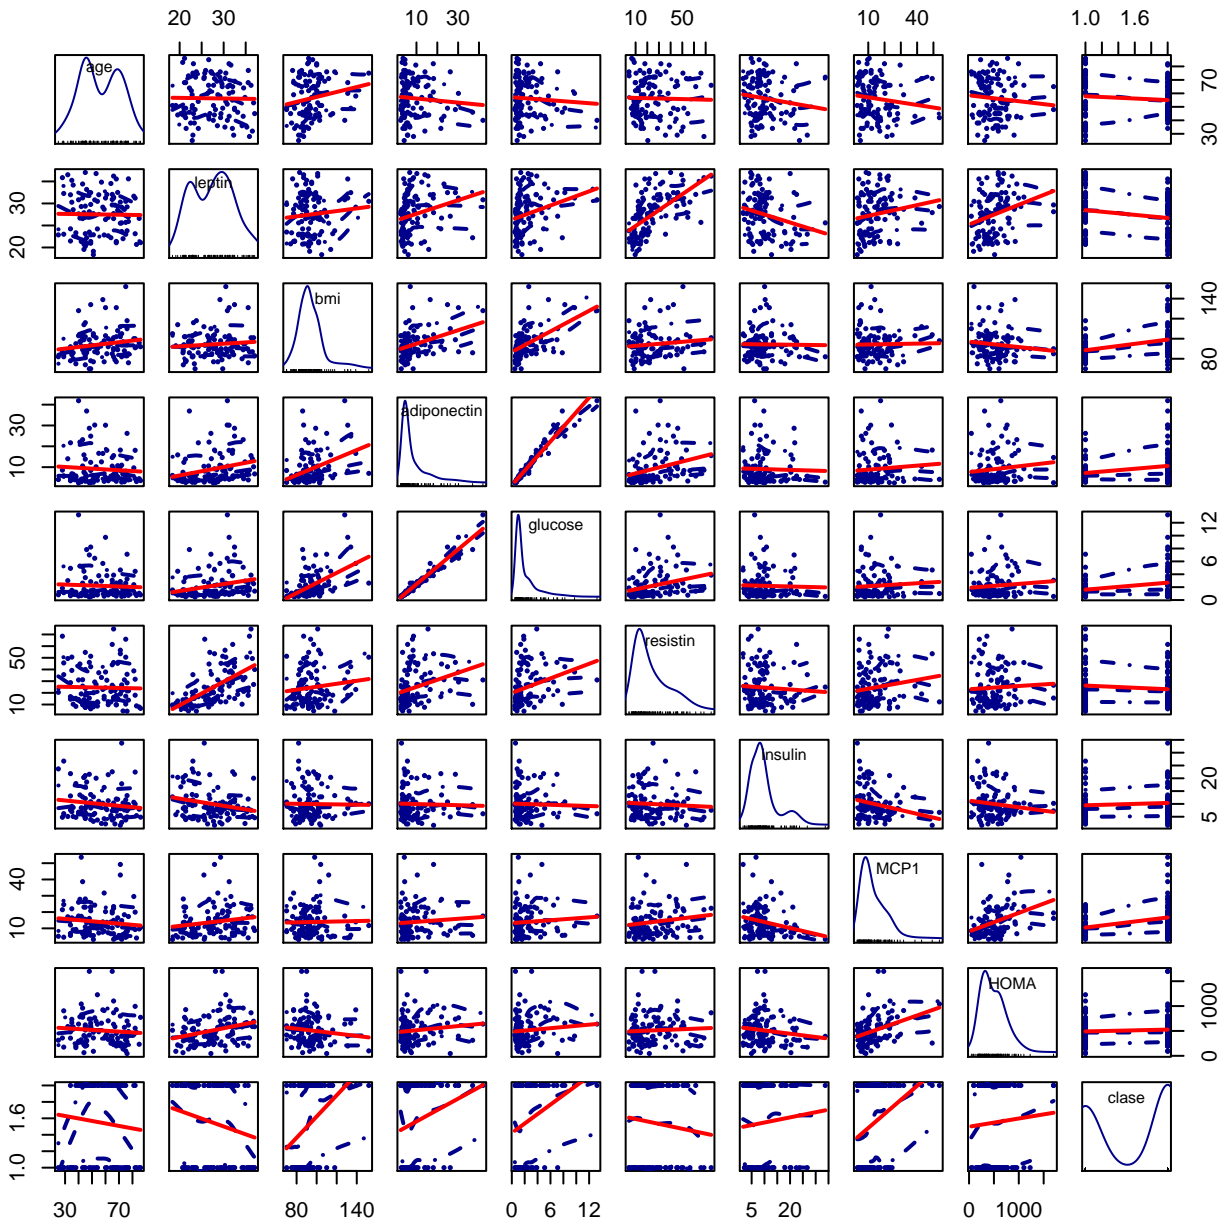 20 30 10 30 10 50 10 40 1.0 1.6
age 30 70
20 30 leptin
bmi 80 140
10 30 adiponectin
glucose 0 6 12
10 50 resistin
insulin 5 20
10 40 MCP1
HOMA 0 1000
1.0 1.6 clase
30 70 80 140 0 6 12 5 20 0 1000